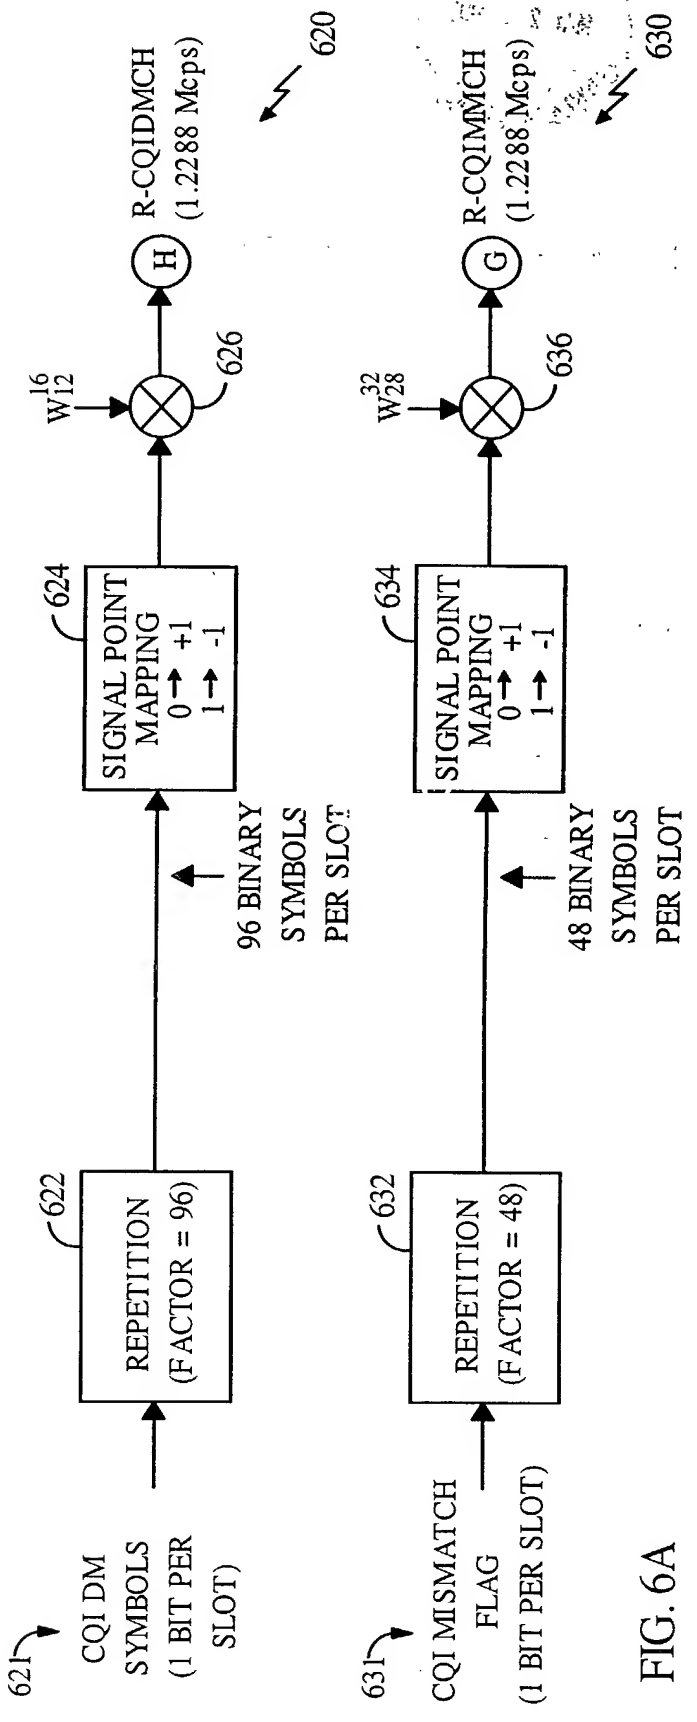 621
CQI DM
SYMBOLS
(1 BIT PER
SLOT)
622
REPETITION
(FACTOR = 96)
96 BINARY
SYMBOLS
PER SLOT
624
SIGNAL POINT
MAPPING
0 → +1
1 → -1
W 16 12
626
H
R-CQIDMCH
(1.2288 Mcps)
620
631
CQI MISMATCH
FLAG
(1 BIT PER SLOT)
632
REPETITION
(FACTOR = 48)
48 BINARY
SYMBOLS
PER SLOT
634
SIGNAL POINT
MAPPING
0 → +1
1 → -1
W 32 28
636
G
R-CQIMMCH
(1.2288 Mcps)
630
FIG. 6A